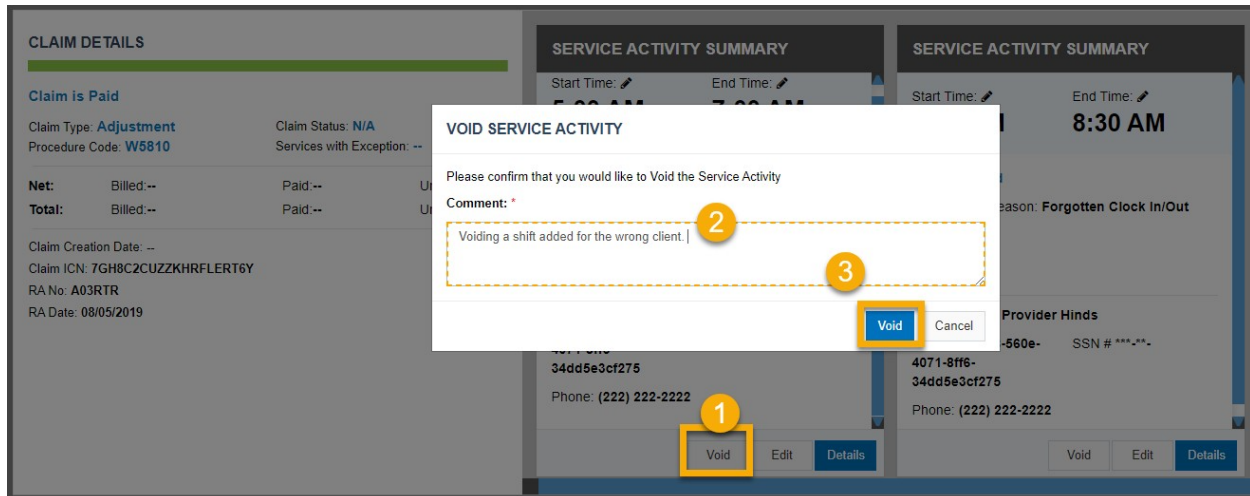 CLAIM DETAILS
Claim is Paid
Claim Type: Adjustment
Claim Status: N/A
Procedure Code: W5810
Services with Exception: --
Net: Billed:-- Paid:--
Total: Billed:-- Paid:--
Claim Creation Date: --
Claim ICN: 7GH8C2CUZZKHRFLERT6Y
RA No: A03RTR
RA Date: 08/05/2019
SERVICE ACTIVITY SUMMARY
Start Time: End Time:
VOID SERVICE ACTIVITY
Please confirm that you would like to Void the Service Activity
Comment: *
Voiding a shift added for the wrong client.
2
3
Void Cancel
34dd5e3cf275
Phone: (222) 222-2222
1
Void Edit Details
SERVICE ACTIVITY SUMMARY
Start Time: End Time:
8:30 AM
Forgotten Clock In/Out
Provider Hinds
-560e- SSN # ***-**-
4071-8ff6-
34dd5e3cf275
Phone: (222) 222-2222
Void Edit Details